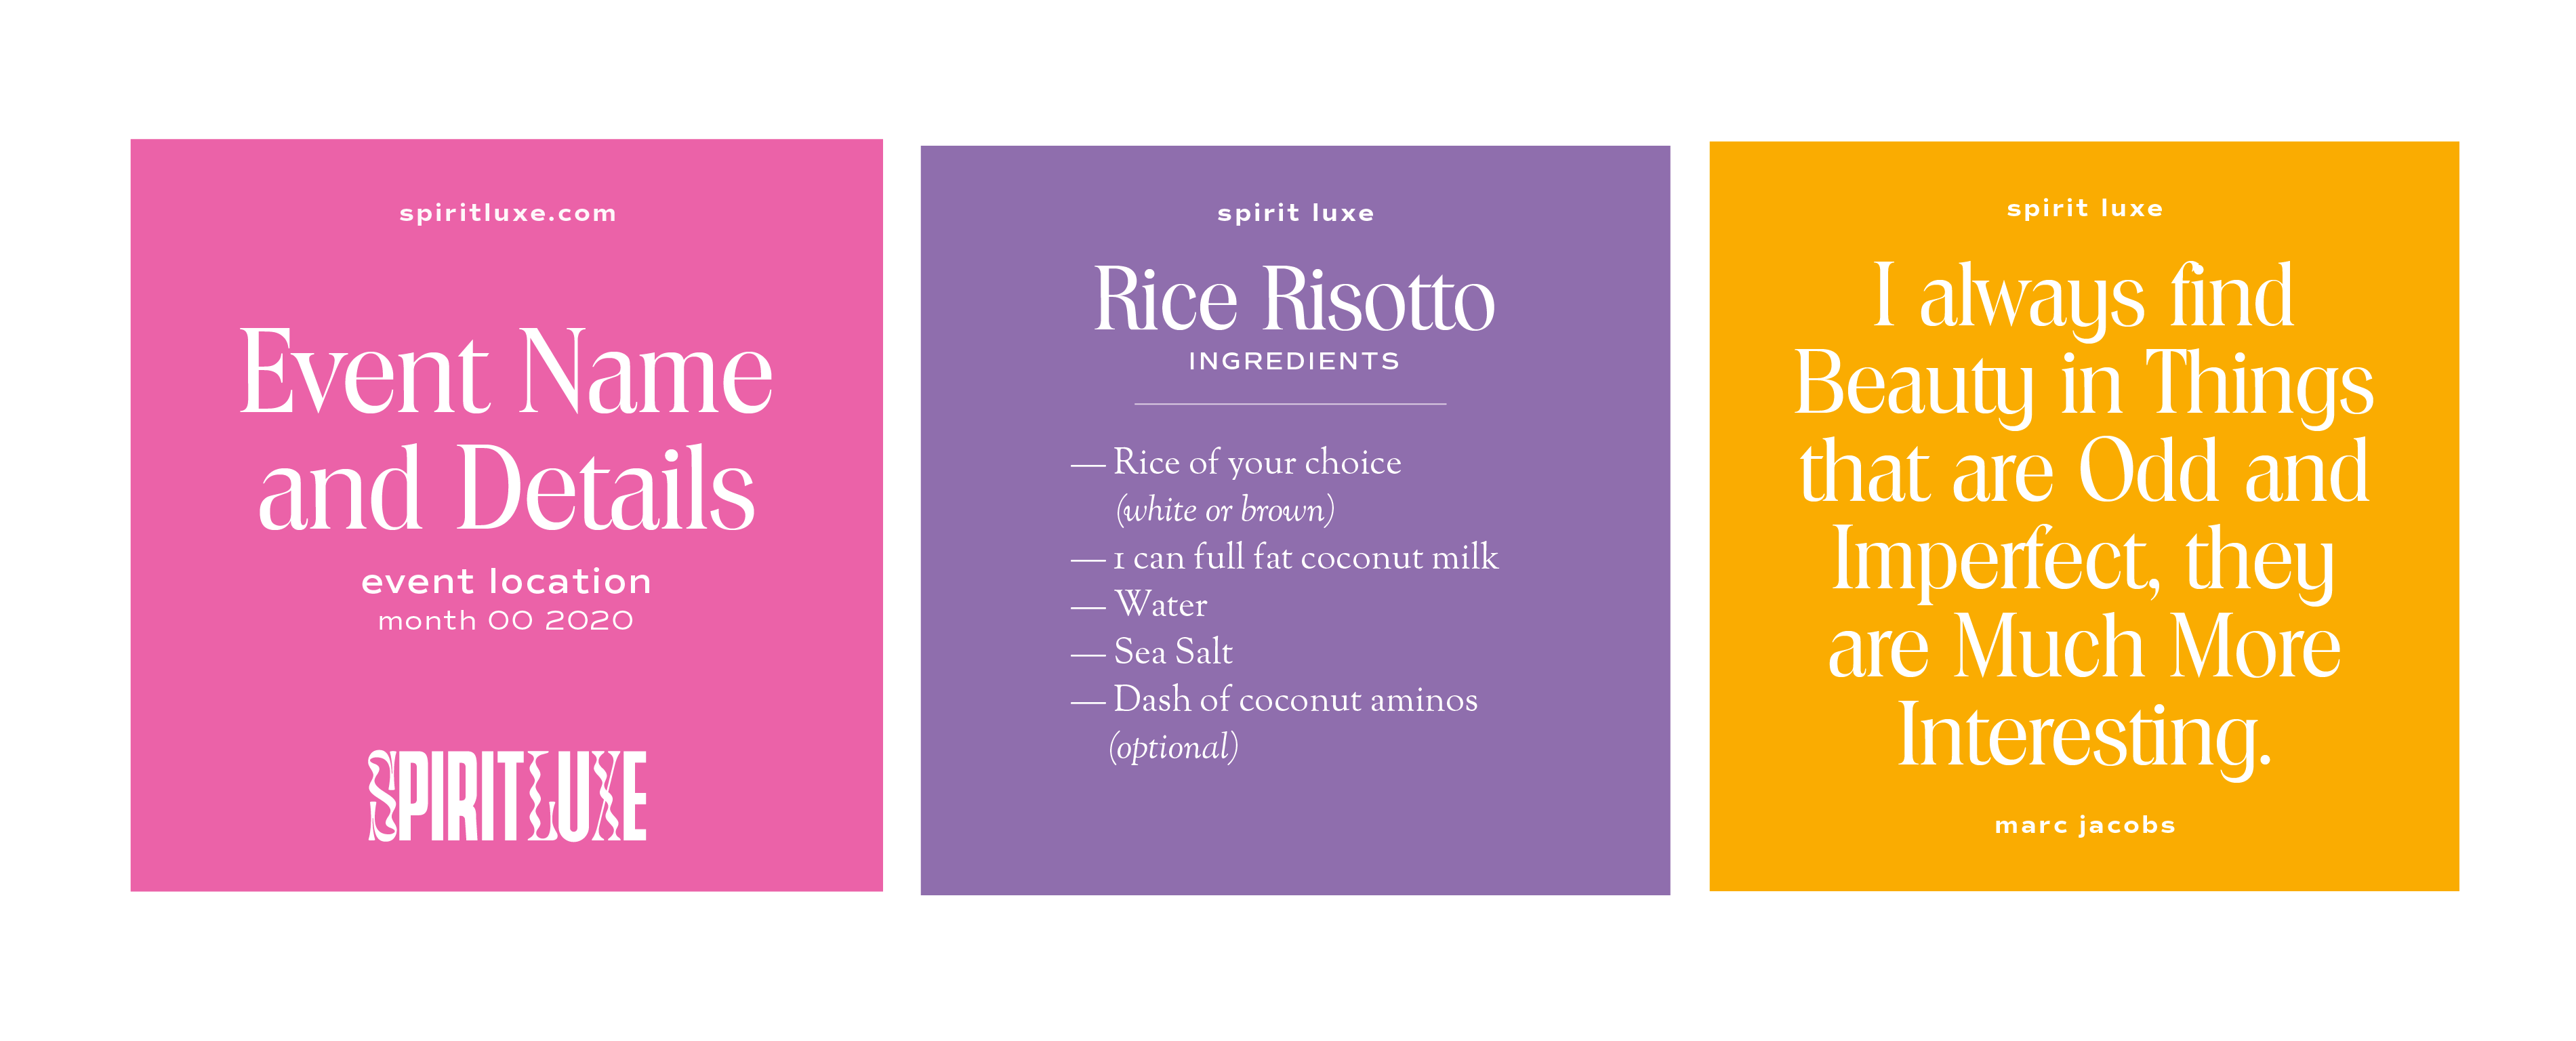 spiritluxe.com
Event Name
and Details
event location
month 00 2020
SPIRITLUXE
spirit luxe
Rice Risotto
INGREDIENTS
— Rice of your choice
(white or brown)
— 1 can full fat coconut milk
— Water
— Sea Salt
— Dash of coconut aminos
(optional)
spirit luxe
I always find
Beauty in Things
that are Odd and
Imperfect, they
are Much More
Interesting.
marc jacobs